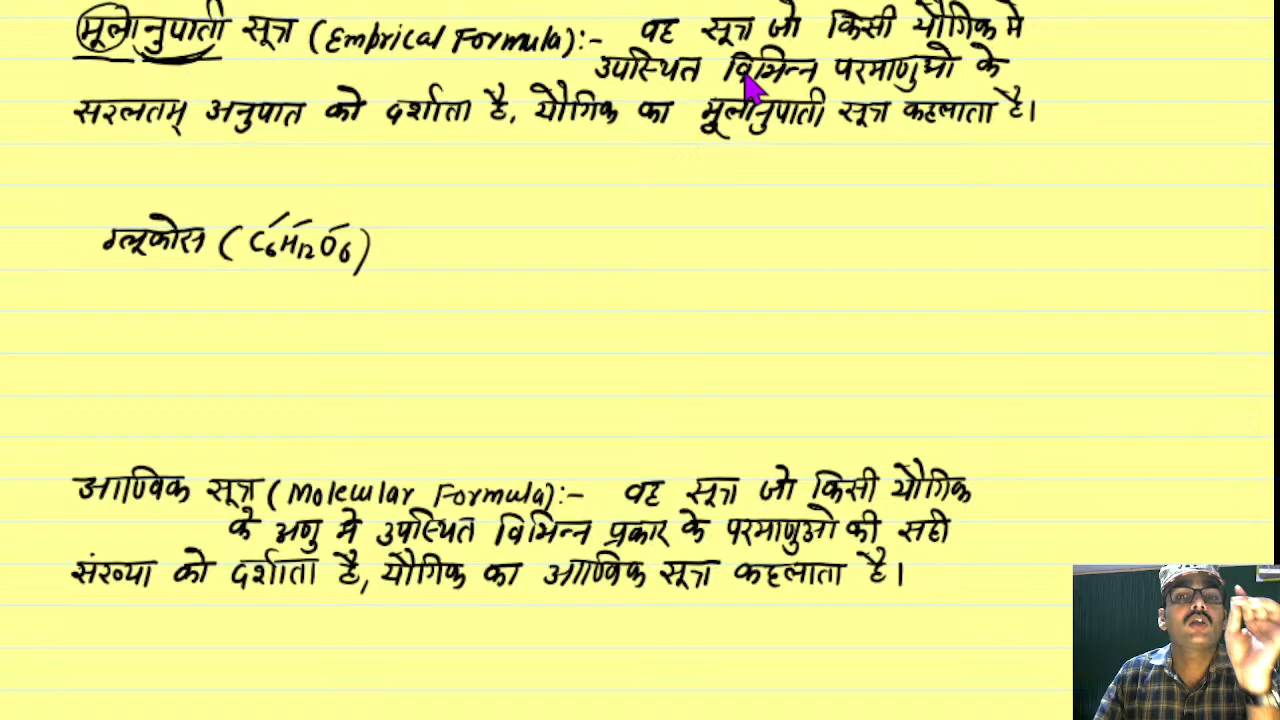 मूलानुपाती सूत्र (Embrical Formula):- वह सूत्र जो किसी यौगिक मे
उपस्थित विभिन्न परमाणुओ के
सरलतम् अनुपात को दर्शाता है, यौगिक का मूलानुपाती सूत्र कहलाता है।
ग्लूकोस (C6H12O6)
आण्विक सूत्र (Molecular Formula):- वह सूत्र जो किसी यौगिक
के अणु मे उपस्थित विभिन्न प्रकार के परमाणुओ की सही
संख्या को दर्शाता है, यौगिक का आण्विक सूत्र कहलाता है।